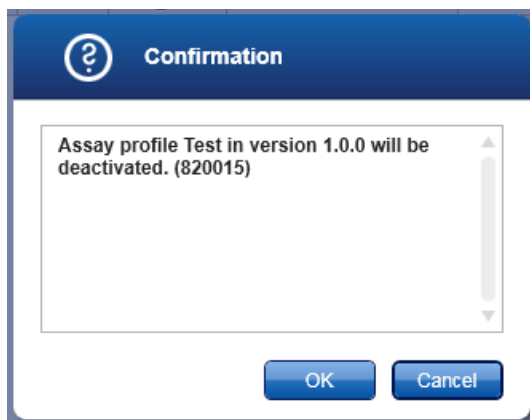 Confirmation
Assay profile Test in version 1.0.0 will be
deactivated. (820015)
OK
Cancel